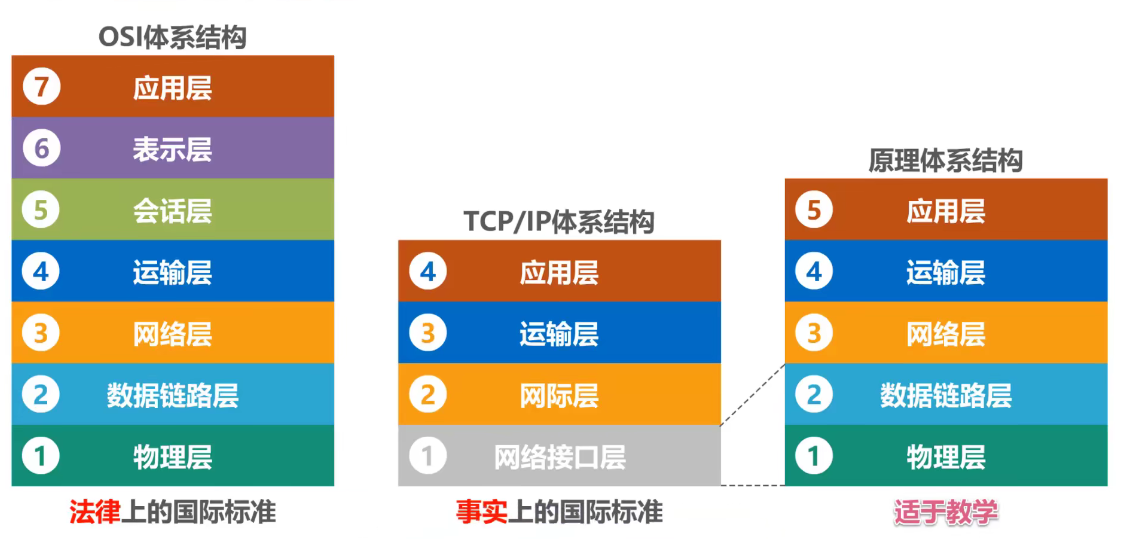 OSI体系结构
7 应用层
6 表示层
5 会话层
4 运输层
3 网络层
2 数据链路层
1 物理层
法律上的国际标准
TCP/IP体系结构
4 应用层
3 运输层
2 网际层
1 网络接口层
事实上的国际标准
原理体系结构
5 应用层
4 运输层
3 网络层
2 数据链路层
1 物理层
适于教学